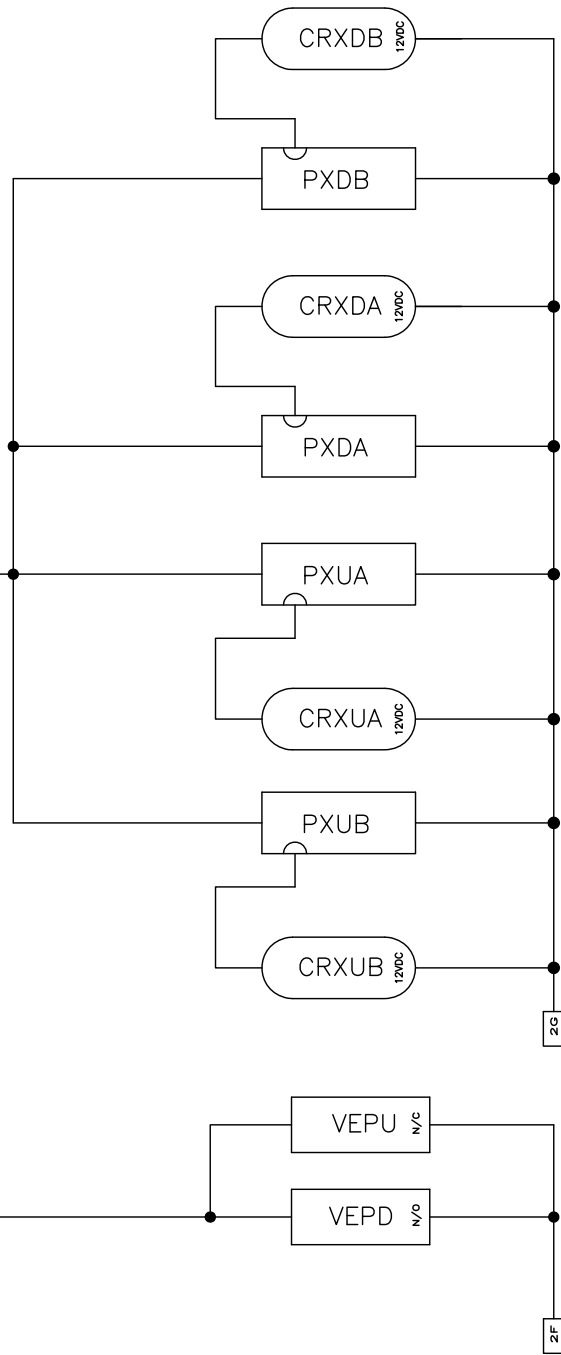 CRXDB 12VDC
PXDB
CRXDA 12VDC
PXDA
PXUA
CRXUA 12VDC
PXUB
CRXUB 12VDC
2G
VEPU N/C
VEPD N/O
2F